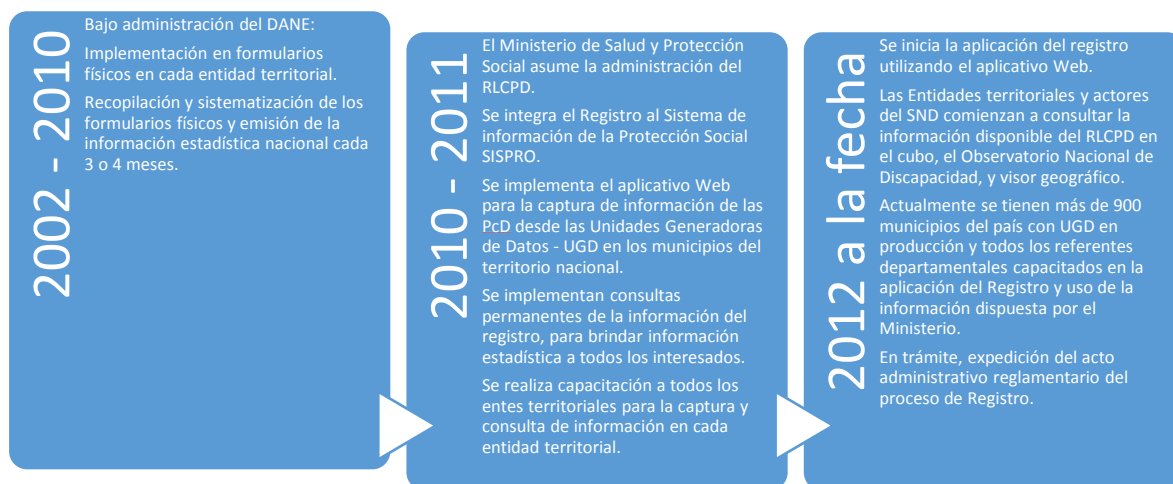 2002 - 2010
Bajo administración del DANE:
Implementación en formularios
físicos en cada entidad territorial.
Recopilación y sistematización de los
formularios físicos y emisión de la
información estadística nacional cada
3 o 4 meses.
2010 - 2011
El Ministerio de Salud y Protección
Social asume la administración del
RLCPD.
Se integra el Registro al Sistema de
información de la Protección Social
SISPRO.
Se implementa el aplicativo Web
para la captura de información de las
PcD desde las Unidades Generadoras
de Datos - UGD en los municipios del
territorio nacional.
Se implementan consultas
permanentes de la información del
registro, para brindar información
estadística a todos los interesados.
Se realiza capacitación a todos los
entes territoriales para la captura y
consulta de información en cada
entidad territorial.
2012 a la fecha
Se inicia la aplicación del registro
utilizando el aplicativo Web.
Las Entidades territoriales y actores
del SND comienzan a consultar la
información disponible del RLCPD en
el cubo, el Observatorio Nacional de
Discapacidad, y visor geográfico.
Actualmente se tienen más de 900
municipios del país con UGD en
producción y todos los referentes
departamentales capacitados en la
aplicación del Registro y uso de la
información dispuesta por el
Ministerio.
En trámite, expedición del acto
administrativo reglamentario del
proceso de Registro.